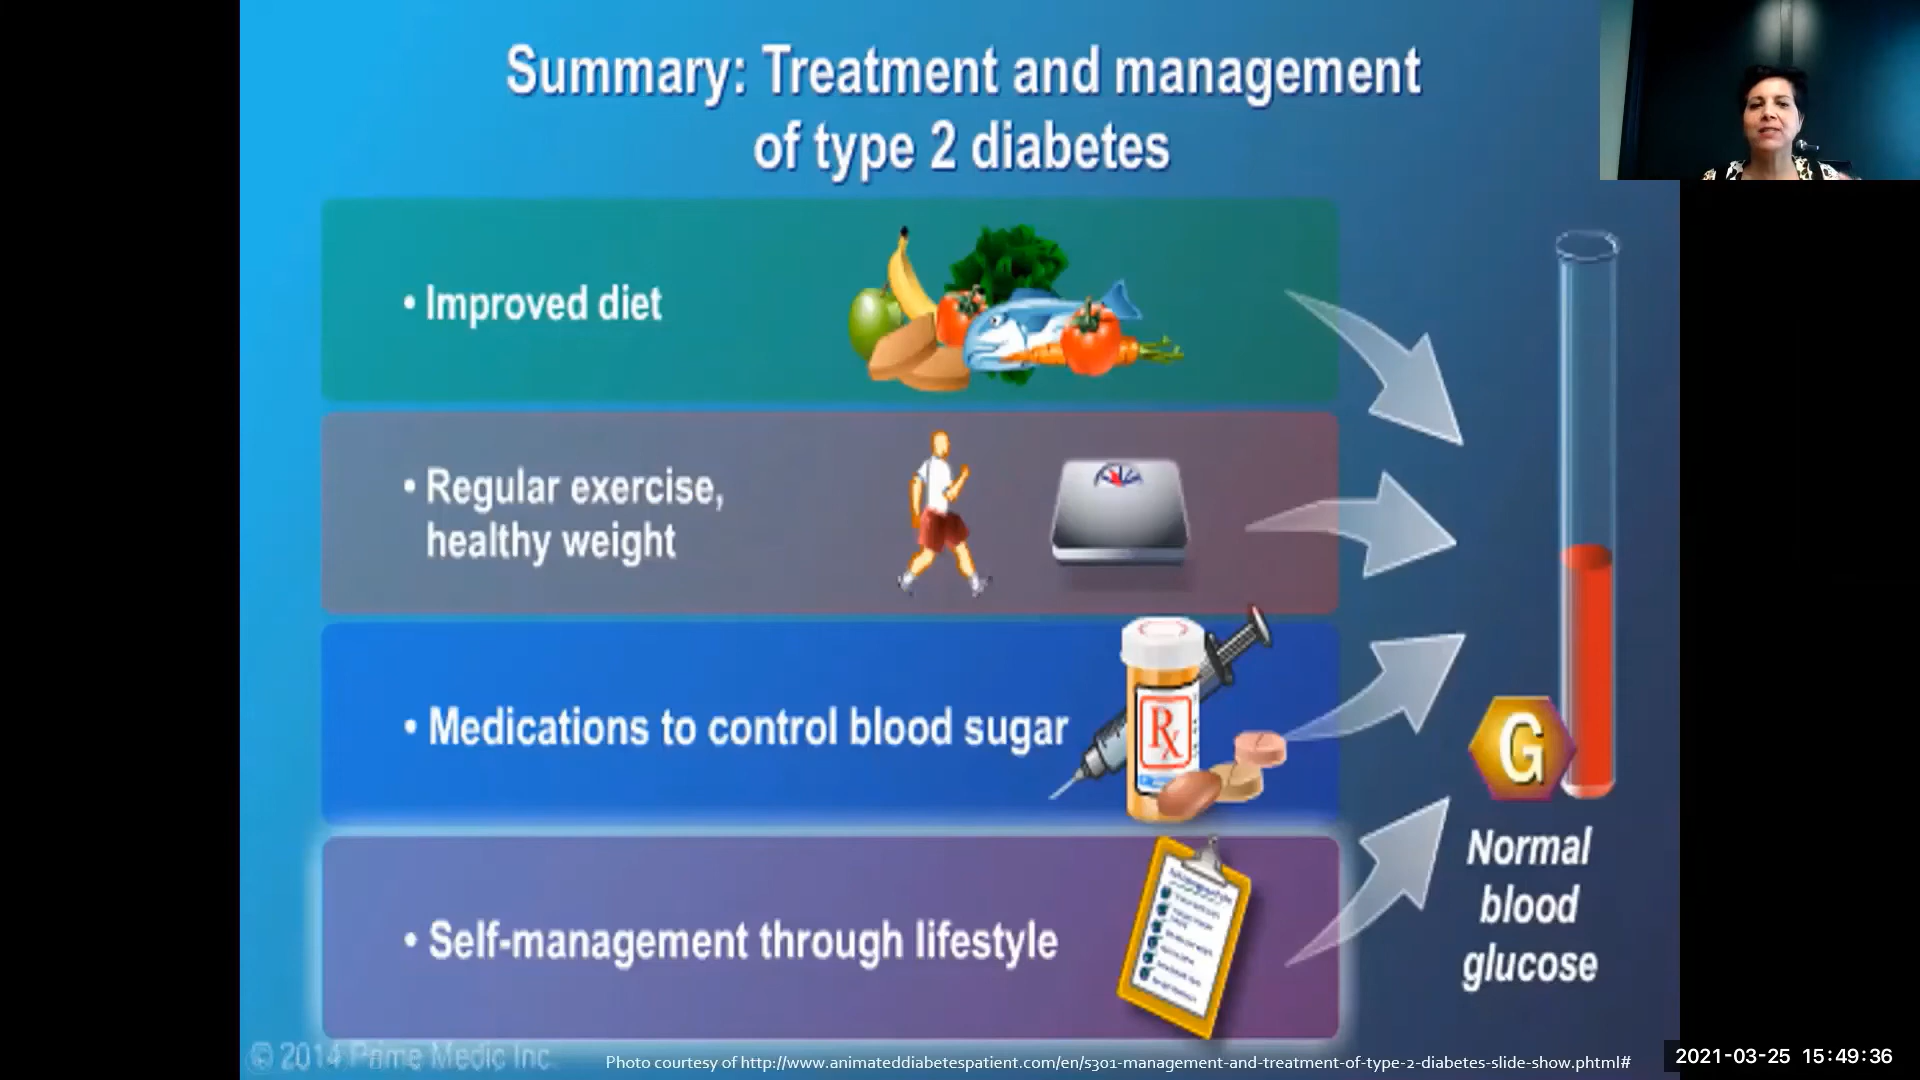 Summary: Treatment and management
of type 2 diabetes
• Improved diet
• Regular exercise,
healthy weight
Rx
• Medications to control blood sugar
• Self-management through lifestyle
G
Normal
blood
glucose
© 2014 Prime Medic Inc.
Photo courtesy of http://www.animateddiabetespatient.com/en/s301-management-and-treatment-of-type-2-diabetes-slide-show.phtml#
2021-03-25 15:49:36